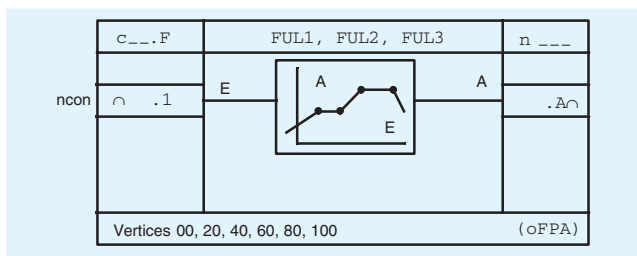 c__.F FUL1, FUL2, FUL3 n ___
E A A
ncon ∩ .1 .A∩
E
Vertices 00, 20, 40, 60, 80, 100 (oFPA)